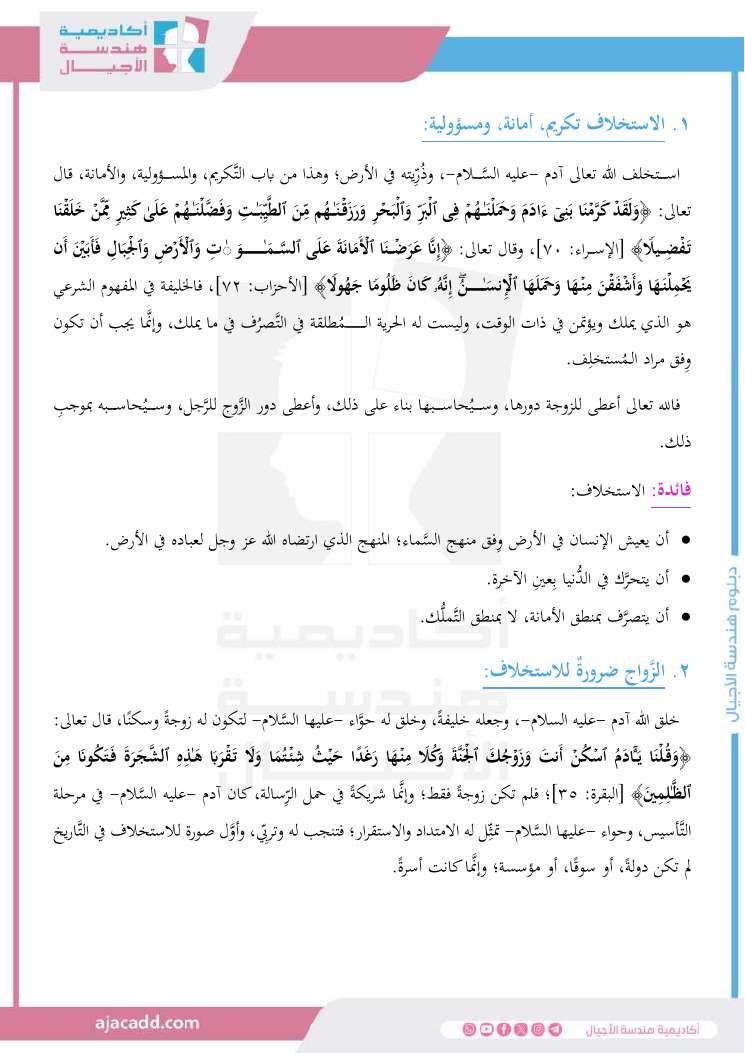 أكاديمية
هندسة
الأجيال
١. الاستخلاف تكريم، أمانة، ومسؤولية:
استخلف الله تعالى آدم -عليه السَّلام-، وذُرِّيته في الأرض؛ وهذا من باب التَّكريم، والمسؤولية، والأمانة، قال
تعالى: ﴿وَلَقَدْ كَرَّمْنَا بَنِيٓ ءَادَمَ وَحَمَلْنَٰهُمْ فِي ٱلْبَرِّ وَٱلْبَحْرِ وَرَزَقْنَٰهُم مِّنَ ٱلطَّيِّبَٰتِ وَفَضَّلْنَٰهُمْ عَلَىٰ كَثِيرٍ مِّمَّنْ خَلَقْنَا
تَفْضِيلًا﴾ [الإسراء: ٧٠]، وقال تعالى: ﴿إِنَّا عَرَضْنَا ٱلْأَمَانَةَ عَلَى ٱلسَّمَٰوَٰتِ وَٱلْأَرْضِ وَٱلْجِبَالِ فَأَبَيْنَ أَن
يَحْمِلْنَهَا وَأَشْفَقْنَ مِنْهَا وَحَمَلَهَا ٱلْإِنسَٰنُۖ إِنَّهُۥ كَانَ ظَلُومًا جَهُولًا﴾ [الأحزاب: ٧٢]، فالخليفة في المفهوم الشرعي
هو الذي يملك ويؤتمن في ذات الوقت، وليست له الحرية المُطلقة في التَّصرُف في ما يملك، وإنَّما يجب أن تكون
وِفق مراد المُستخلِف.
فالله تعالى أعطى للزوجة دورها، وسيُحاسبها بناء على ذلك، وأعطى دور الزَّوج للرَّجل، وسيُحاسبه بموجبِ
ذلك.
فائدة: الاستخلاف:
● أن يعيش الإنسان في الأرض وِفق منهج السَّماء؛ المنهج الذي ارتضاه الله عز وجل لعباده في الأرض.
● أن يتحرَّك في الدُّنيا بِعينِ الآخرة.
● أن يتصرَّف بمنطق الأمانة، لا بمنطق التَّملُّك.
٢. الزَّواج ضرورةٌ للاستخلاف:
خلق الله آدم -عليه السلام-، وجعله خليفةً، وخلق له حوَّاء -عليها السَّلام- لتكون له زوجةً وسكنًا، قال تعالى:
﴿وَقُلْنَا يَٰٓـَٔادَمُ ٱسْكُنْ أَنتَ وَزَوْجُكَ ٱلْجَنَّةَ وَكُلَا مِنْهَا رَغَدًا حَيْثُ شِئْتُمَا وَلَا تَقْرَبَا هَٰذِهِ ٱلشَّجَرَةَ فَتَكُونَا مِنَ
ٱلظَّٰلِمِينَ﴾ [البقرة: ٣٥]؛ فلم تكن زوجةً فقط؛ وإنَّما شريكةً في حمل الرِّسالة، كان آدم -عليه السَّلام- في مرحلة
التَّأسيس، وحواء -عليها السَّلام- تمثِّل له الامتداد والاستقرار؛ فتنجب له وتربِّي، وأوَّل صورة للاستخلاف في التَّاريخ
لم تكن دولةً، أو سوقًا، أو مؤسسة؛ وإنَّما كانت أسرةً.
دبلوم هندسة الأجيال
أكاديمية
هندسة
الأجيال
أكاديمية هندسة الأجيال
ajacadd.com